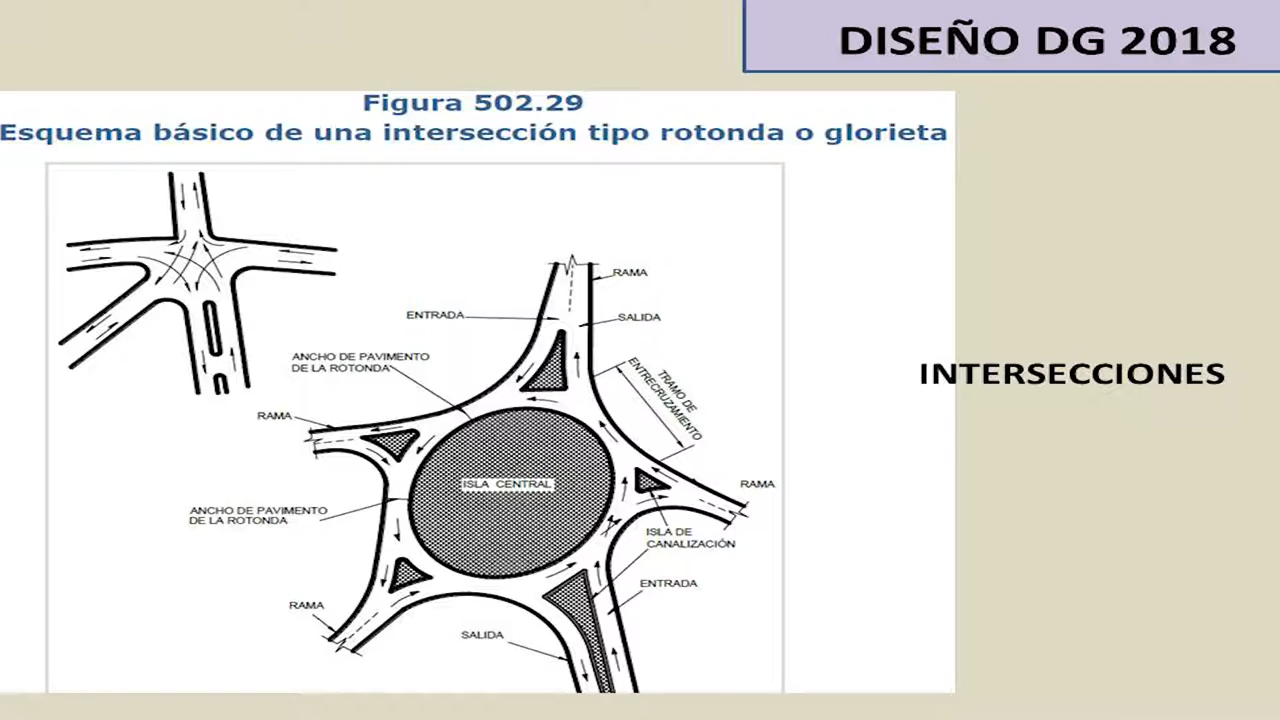 DISEÑO DG 2018
Figura 502.29
Esquema básico de una intersección tipo rotonda o glorieta
RAMA
ENTRADA
SALIDA
ANCHO DE PAVIMENTO
DE LA ROTONDA
TRAMO DE
ENTRECRUZAMIENTO
INTERSECCIONES
RAMA
ISLA CENTRAL
RAMA
ANCHO DE PAVIMENTO
DE LA ROTONDA
ISLA DE
CANALIZACIÓN
ENTRADA
RAMA
SALIDA